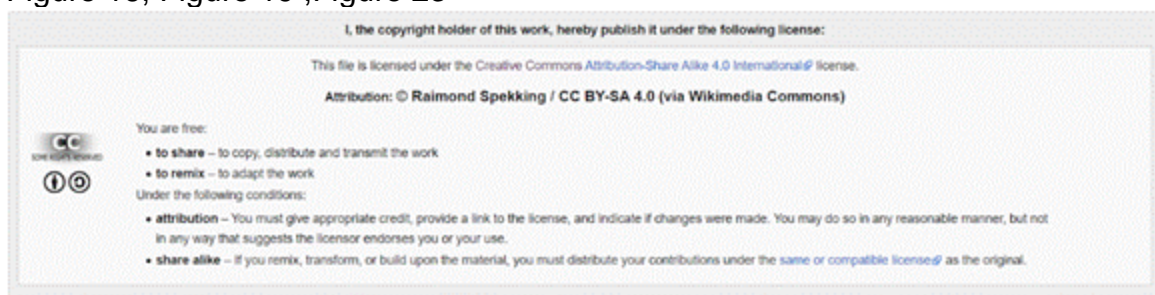 I, the copyright holder of this work, hereby publish it under the following license:
This file is licensed under the Creative Commons Attribution-Share Alike 4.0 International license.
Attribution: © Raimond Spekking / CC BY-SA 4.0 (via Wikimedia Commons)
You are free:
CC
SOME RIGHTS RESERVED
• to share – to copy, distribute and transmit the work
• to remix – to adapt the work
Under the following conditions:
• attribution – You must give appropriate credit, provide a link to the license, and indicate if changes were made. You may do so in any reasonable manner, but not
in any way that suggests the licensor endorses you or your use.
• share alike – If you remix, transform, or build upon the material, you must distribute your contributions under the same or compatible license as the original.